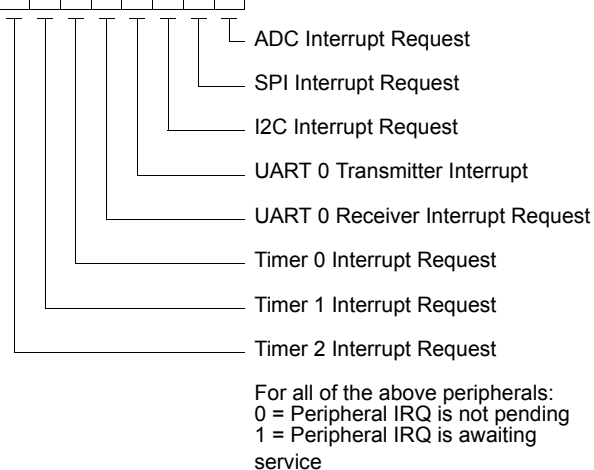 ADC Interrupt Request
SPI Interrupt Request
I2C Interrupt Request
UART 0 Transmitter Interrupt
UART 0 Receiver Interrupt Request
Timer 0 Interrupt Request
Timer 1 Interrupt Request
Timer 2 Interrupt Request
For all of the above peripherals:
0 = Peripheral IRQ is not pending
1 = Peripheral IRQ is awaiting
service